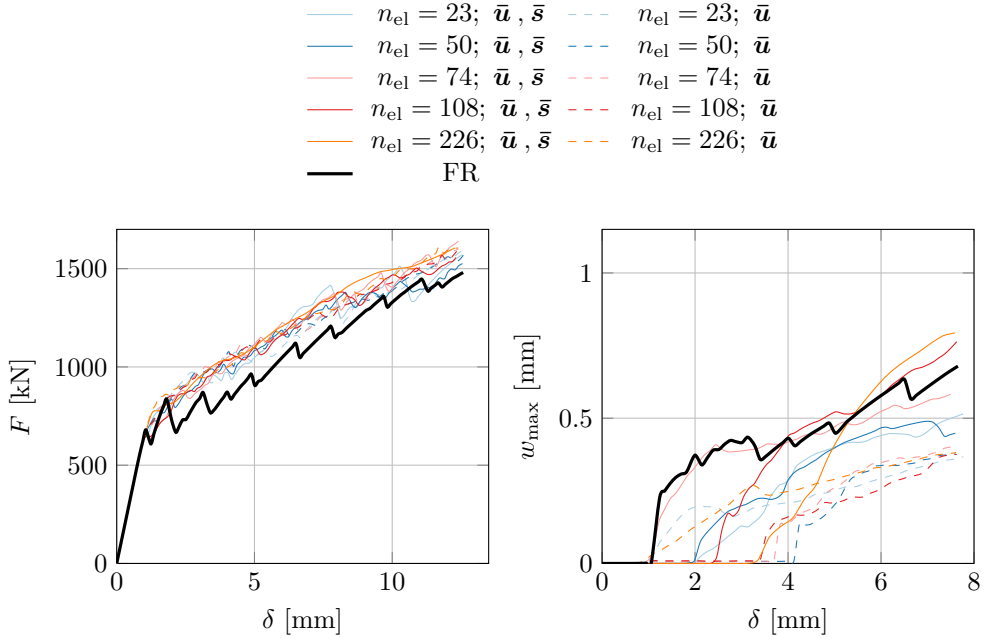 n_el = 23; ū , s̄   n_el = 23; ū
n_el = 50; ū , s̄   n_el = 50; ū
n_el = 74; ū , s̄   n_el = 74; ū
n_el = 108; ū , s̄   n_el = 108; ū
n_el = 226; ū , s̄   n_el = 226; ū
FR
F [kN]
1500
1000
500
0
0 5 10
δ [mm]
w_max [mm]
1
0.5
0
0 2 4 6 8
δ [mm]